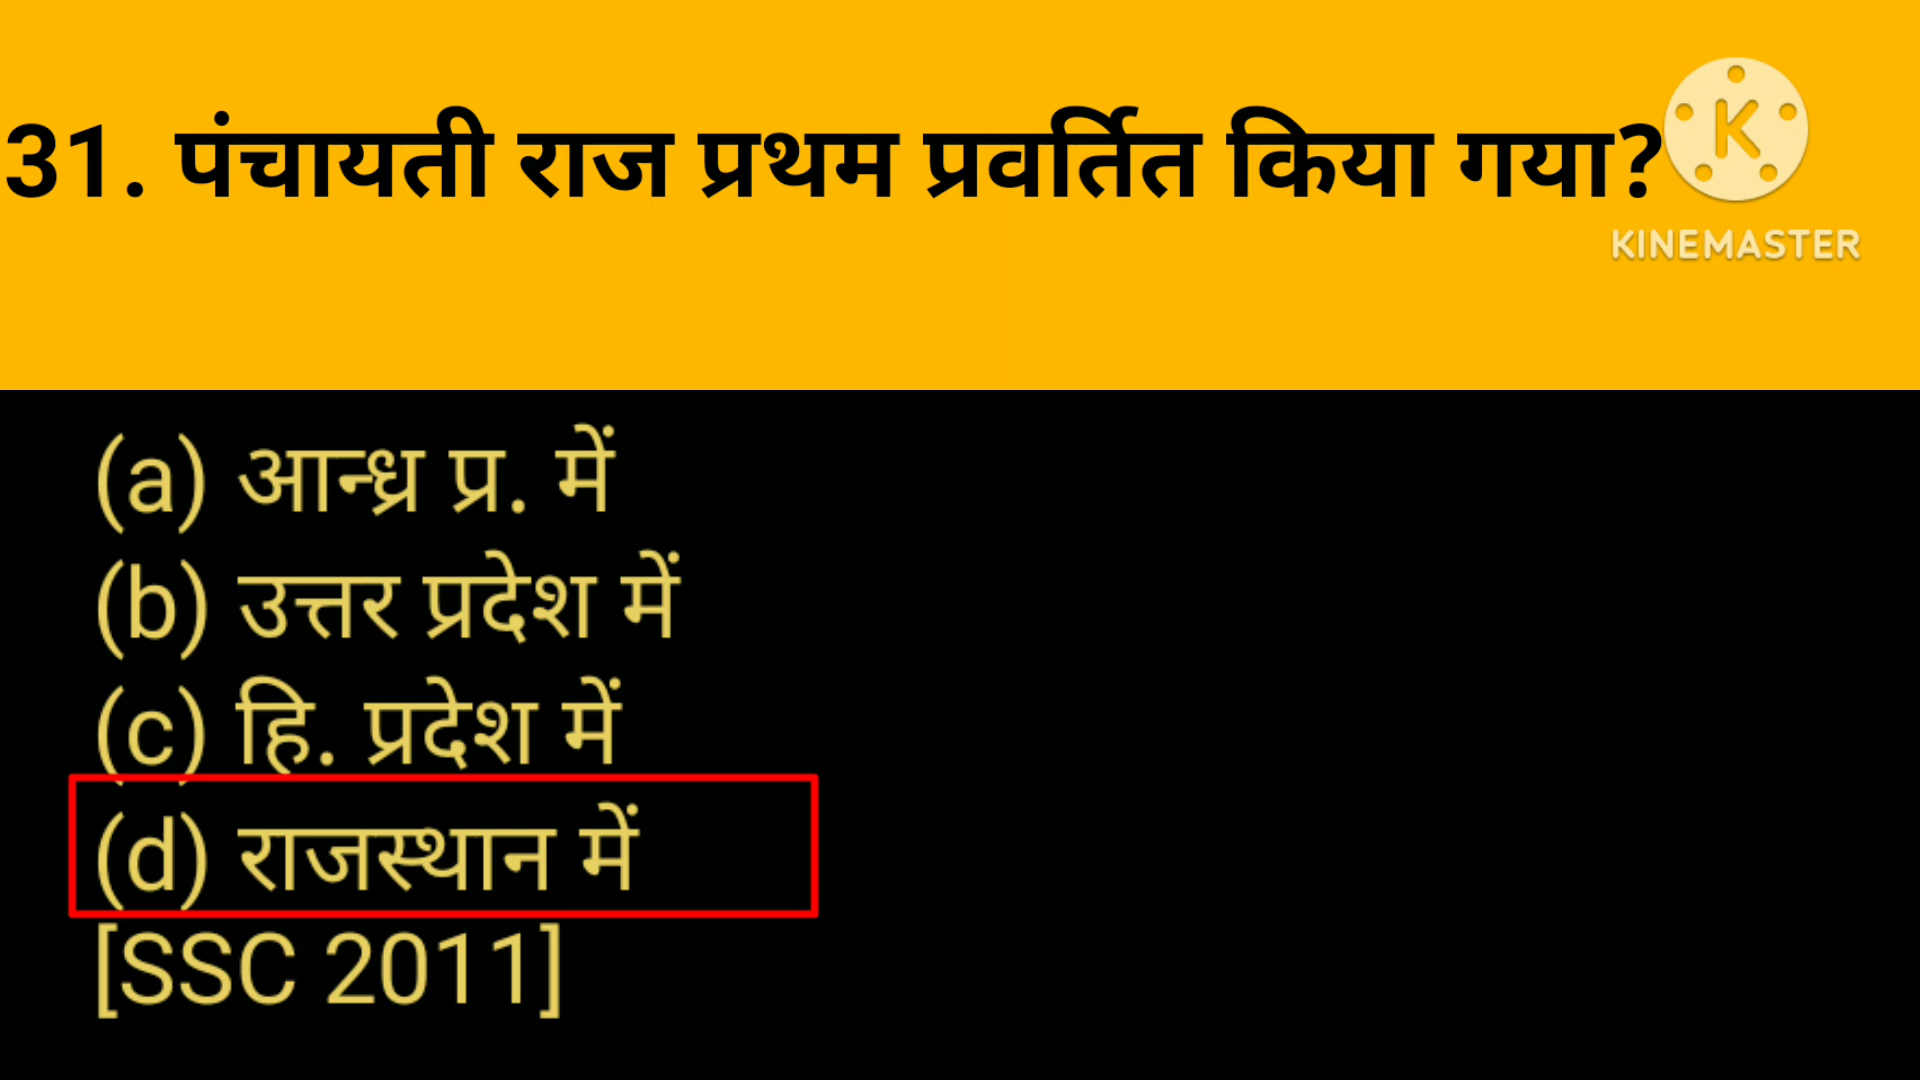 31. पंचायती राज प्रथम प्रवर्तित किया गया?
KINEMASTER
(a) आन्ध्र प्र. में
(b) उत्तर प्रदेश में
(c) हि. प्रदेश में
(d) राजस्थान में
[SSC 2011]